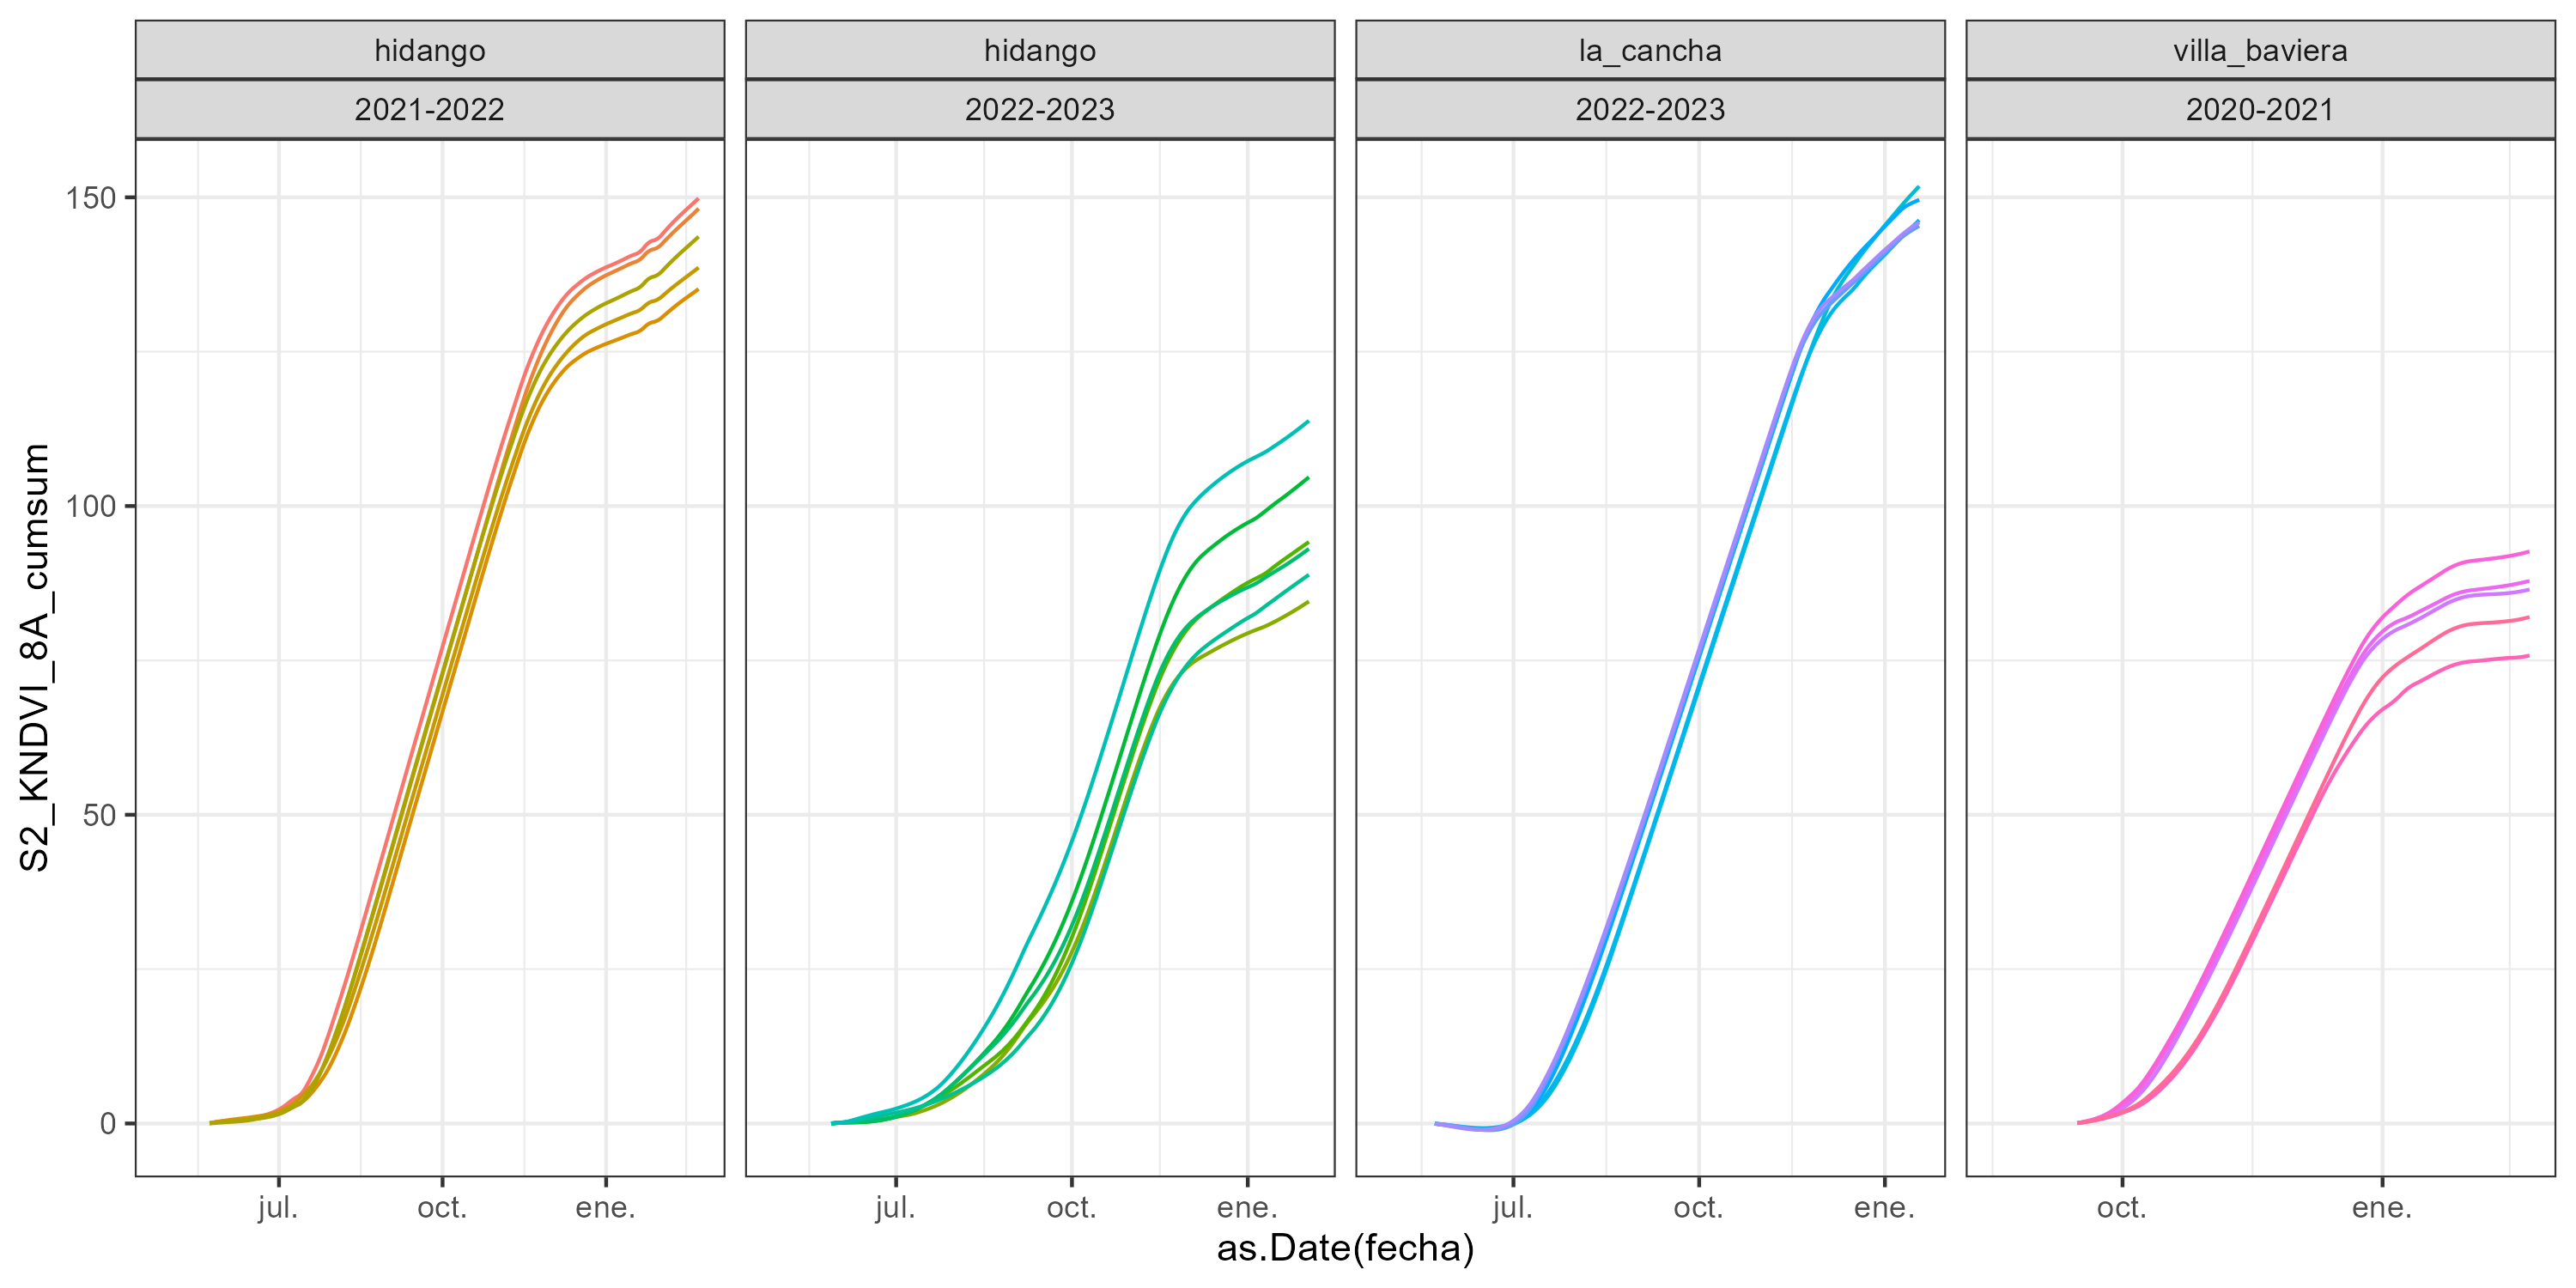 hidango hidango la_cancha villa_baviera
2021-2022 2022-2023 2022-2023 2020-2021
S2_KNDVI_8A_cumsum
150
100
50
0
jul. oct. ene. jul. oct. ene. jul. oct. ene. oct. ene.
as.Date(fecha)